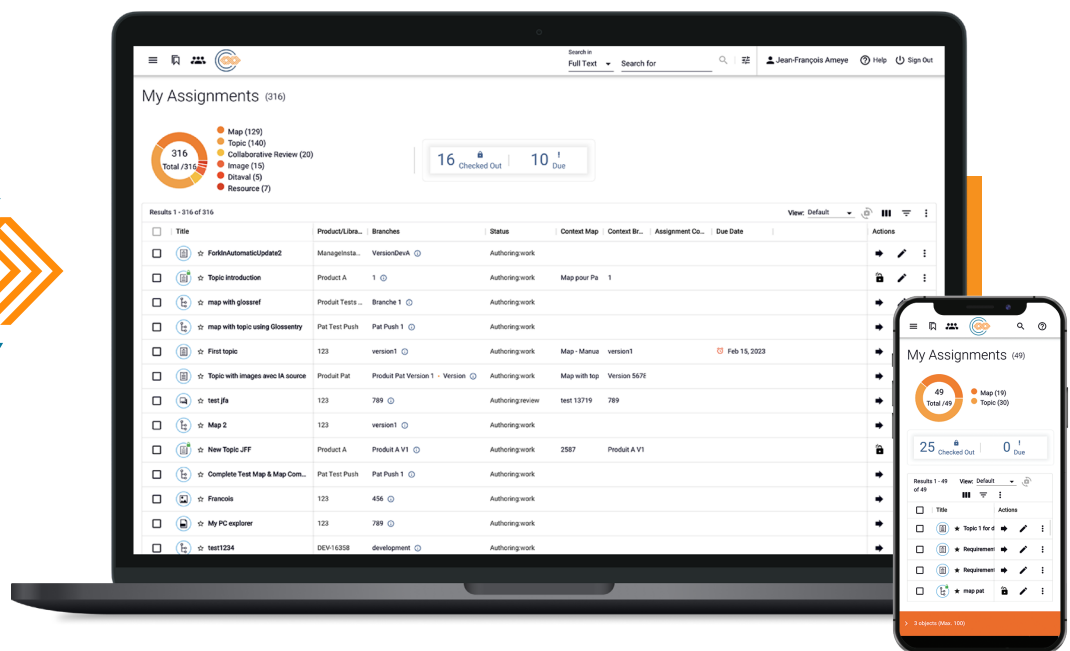 Search in
Full Text Search for
Jean-François Ameye Help Sign Out
My Assignments (316)
316
Total /316
Map (129)
Topic (140)
Collaborative Review (20)
Image (15)
Ditaval (5)
Resource (7)
16 Checked Out 10 ! Due
Results 1 - 316 of 316 View: Default
Title Product/Libra... Branches Status Context Map Context Br... Assignment Co... Due Date Actions
ForkInAutomaticUpdate2 ManageInsta... VersionDevA Authoring:work
Topic Introduction Product A 1 Authoring:work Map pour Pa 1
map with glossref Produit Tests ... Branche 1 Authoring:work
map with topic using Glossentry Pat Test Push Pat Push 1 Authoring:work
First topic 123 version1 Authoring:work Map - Manua version1 Feb 15, 2023
Topic with images avec IA source Produit Pat Produit Pat Version 1 - Version Authoring:work Map with top Version 5678
test jfa 123 789 Authoring:review test 13719 789
Map 2 123 version1 Authoring:work
New Topic JFF Product A Produit A V1 Authoring:work 2587 Produit A V1
Complete Test Map & Map Com... Pat Test Push Pat Push 1 Authoring:work
Francois 123 456 Authoring:work
My PC explorer 123 789 Authoring:work
test1234 DEV-16358 development Authoring:work
My Assignments (49)
49
Total /49
Map (19)
Topic (30)
25 Checked Out 0 ! Due
Results 1 - 49 of 49 View: Default
Title Actions
Topic 1 for d
Requirement
Requirement
map pat
3 objects (Max. 100)